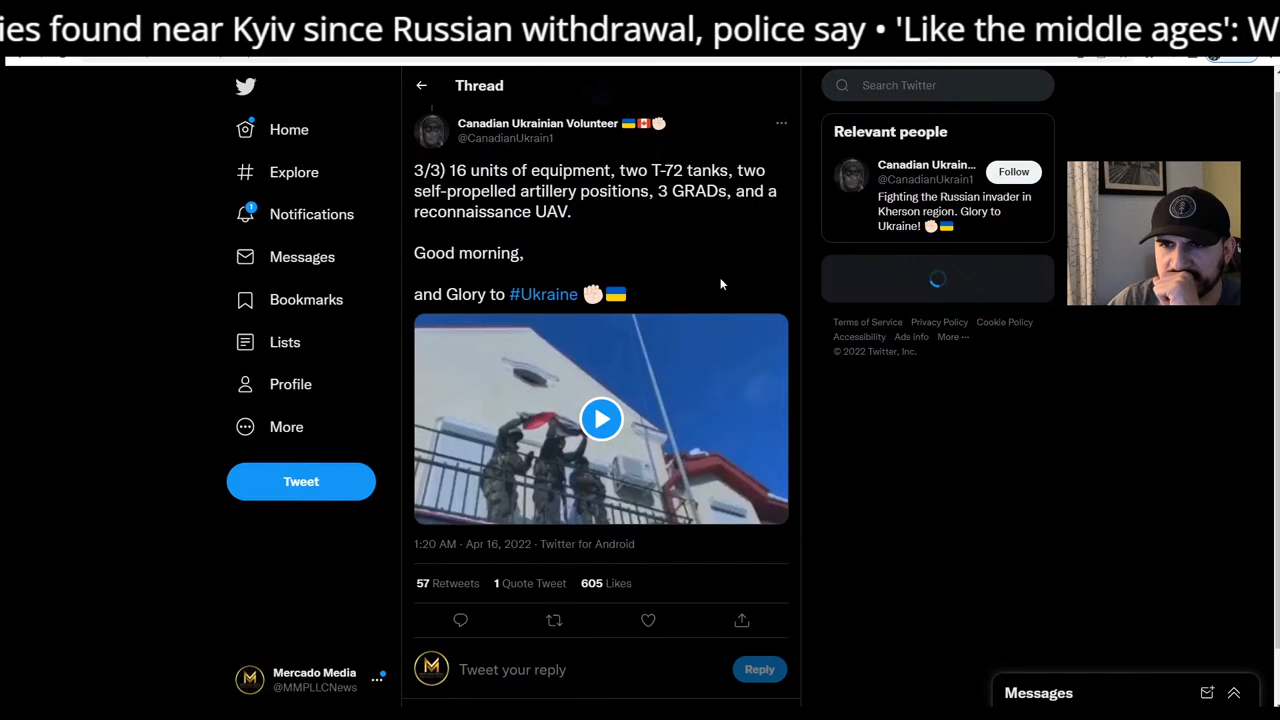 ies found near Kyiv since Russian withdrawal, police say • 'Like the middle ages': W
Home
Explore
1
Notifications
Messages
Bookmarks
Lists
Profile
More
Tweet
Mercado Media
@MMPLLCNews
Thread
Canadian Ukrainian Volunteer 🇺🇦🇨🇦✊🏻
@CanadianUkrain1
3/3) 16 units of equipment, two T-72 tanks, two
self-propelled artillery positions, 3 GRADs, and a
reconnaissance UAV.
Good morning,
and Glory to #Ukraine ✊🏻🇺🇦
1:20 AM · Apr 16, 2022 · Twitter for Android
57 Retweets 1 Quote Tweet 605 Likes
Tweet your reply
Reply
Search Twitter
Relevant people
Canadian Ukrain...
@CanadianUkrain1
Follow
Fighting the Russian invader in
Kherson region. Glory to
Ukraine! ✊🏻🇺🇦
Terms of Service Privacy Policy Cookie Policy
Accessibility Ads info More ···
© 2022 Twitter, Inc.
Messages